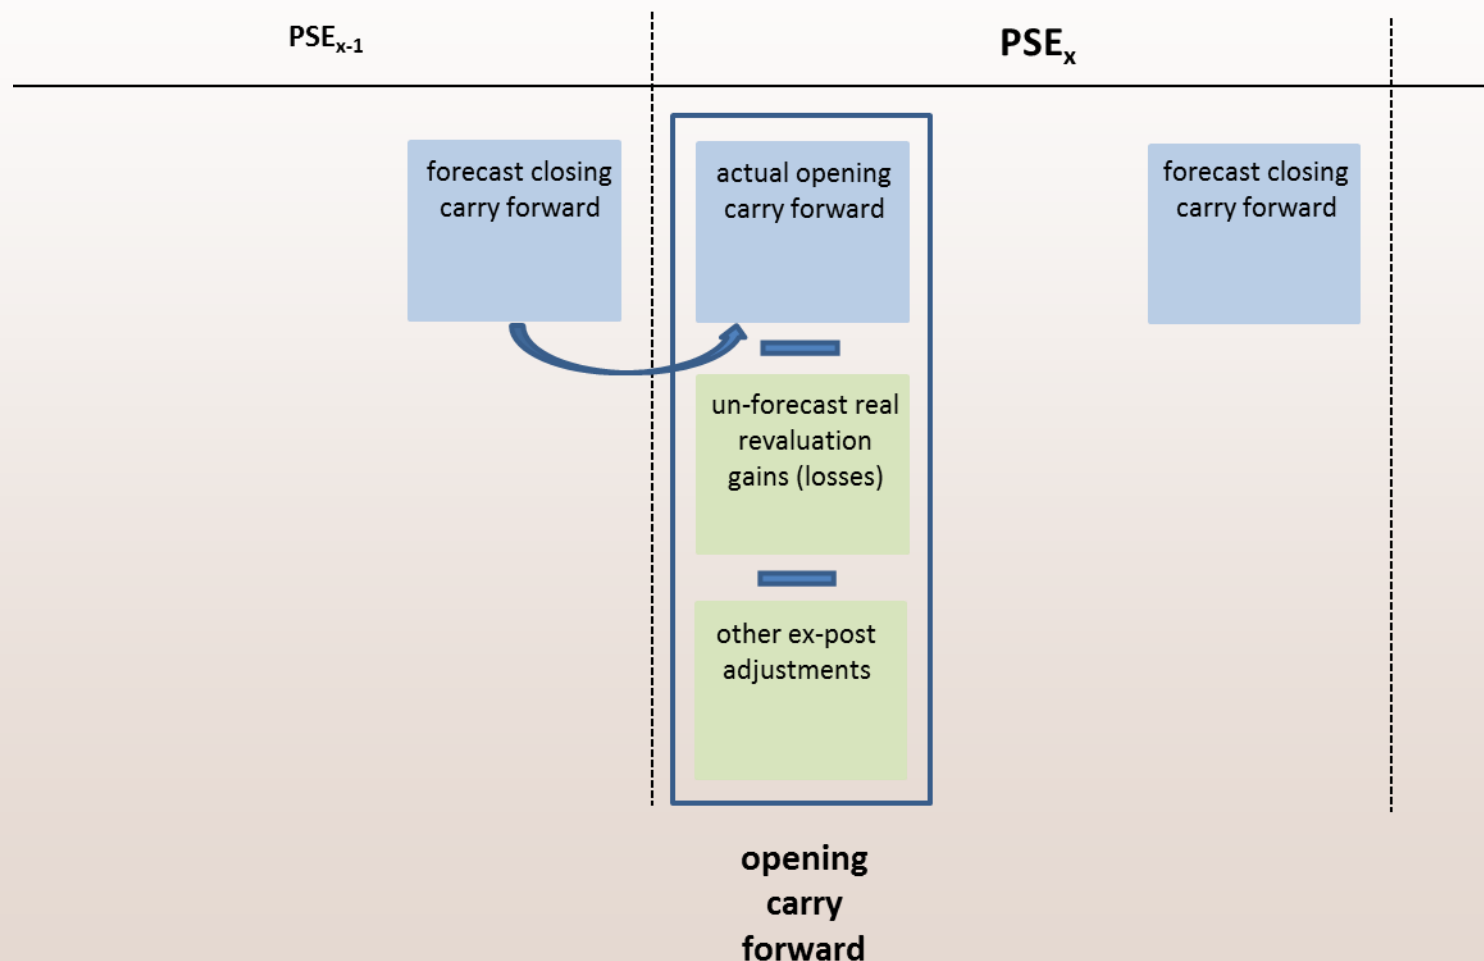 PSEx-1
PSEx
forecast closing
carry forward
actual opening
carry forward
un-forecast real
revaluation
gains (losses)
other ex-post
adjustments
opening
carry
forward
forecast closing
carry forward